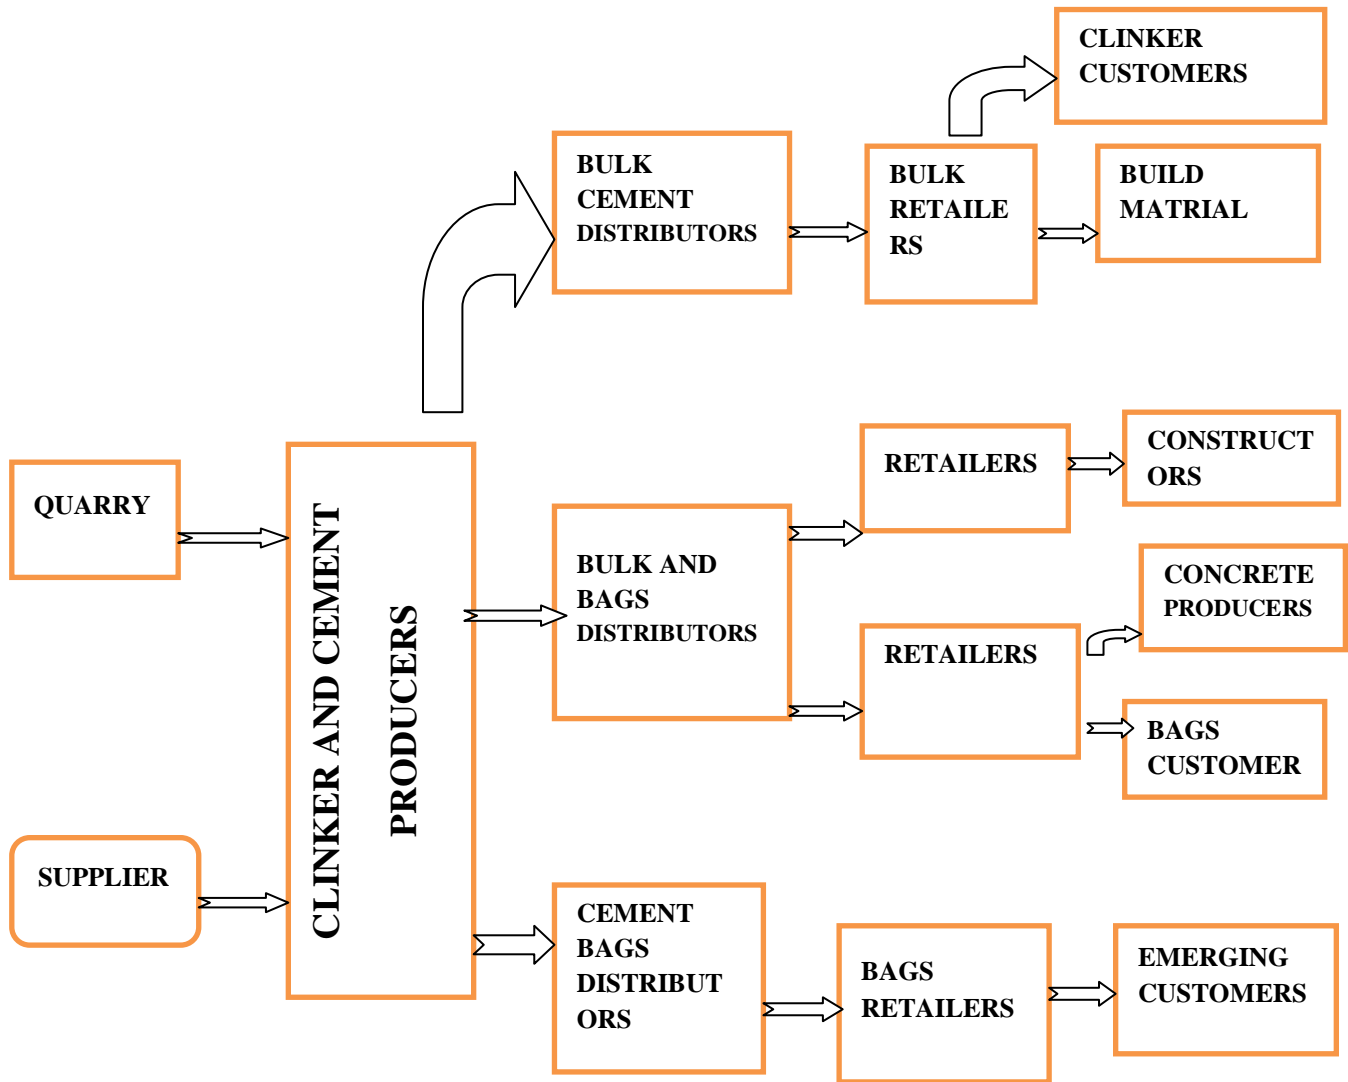 CLINKER
CUSTOMERS
BULK
CEMENT
DISTRIBUTORS
BULK
RETAILE
RS
BUILD
MATRIAL
QUARRY
SUPPLIER
CLINKER AND CEMENT
PRODUCERS
BULK AND
BAGS
DISTRIBUTORS
RETAILERS
CONSTRUCT
ORS
RETAILERS
CONCRETE
PRODUCERS
BAGS
CUSTOMER
CEMENT
BAGS
DISTRIBUT
ORS
BAGS
RETAILERS
EMERGING
CUSTOMERS